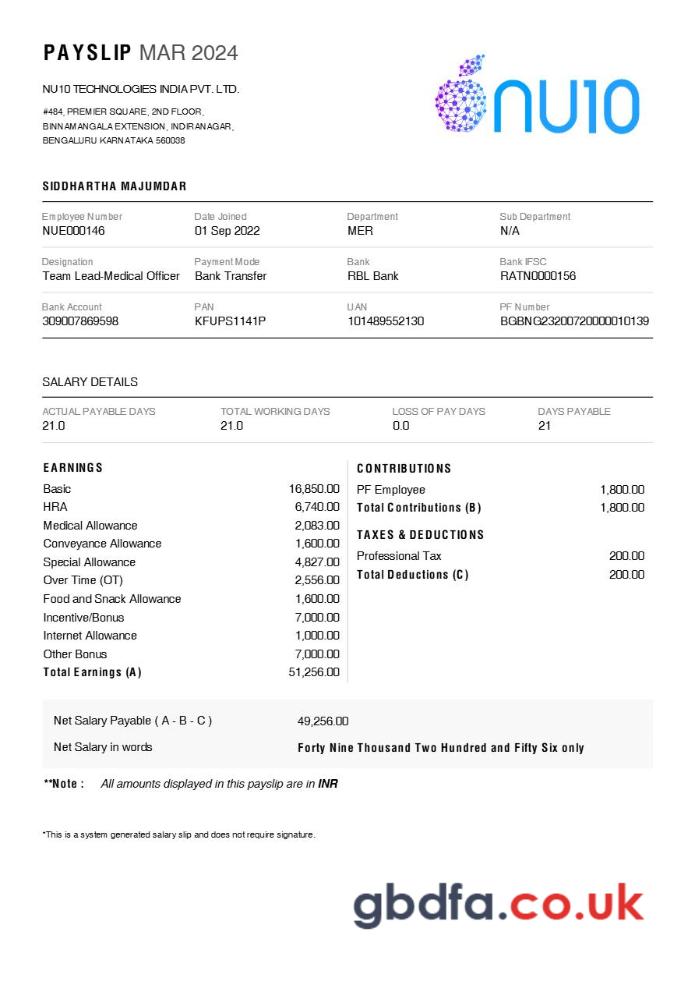 PAYSLIP MAR 2024
nu10
NU10 TECHNOLOGIES INDIA PVT. LTD.
#484, PREMIER SQUARE, 2ND FLOOR,
BINNAMANGALA EXTENSION, INDIRANAGAR,
BENGALURU KARNATAKA 560038
SIDDHARTHA MAJUMDAR
Employee Number Date Joined Department Sub Department
NUE000146 01 Sep 2022 MER N/A
Designation Payment Mode Bank Bank IFSC
Team Lead-Medical Officer Bank Transfer RBL Bank RATN0000156
Bank Account PAN UAN PF Number
309007869598 KFUPS1141P 101489552130 BGBNG23200720000010139
SALARY DETAILS
ACTUAL PAYABLE DAYS TOTAL WORKING DAYS LOSS OF PAY DAYS DAYS PAYABLE
21.0 21.0 0.0 21
EARNINGS
Basic 16,850.00
HRA 6,740.00
Medical Allowance 2,083.00
Conveyance Allowance 1,600.00
Special Allowance 4,827.00
Over Time (OT) 2,556.00
Food and Snack Allowance 1,600.00
Incentive/Bonus 7,000.00
Internet Allowance 1,000.00
Other Bonus 7,000.00
Total Earnings (A) 51,256.00
CONTRIBUTIONS
PF Employee 1,800.00
Total Contributions (B) 1,800.00
TAXES & DEDUCTIONS
Professional Tax 200.00
Total Deductions (C) 200.00
Net Salary Payable ( A - B - C ) 49,256.00
Net Salary in words Forty Nine Thousand Two Hundred and Fifty Six only
**Note : All amounts displayed in this payslip are in INR
*This is a system generated salary slip and does not require signature.
gbdfa.co.uk